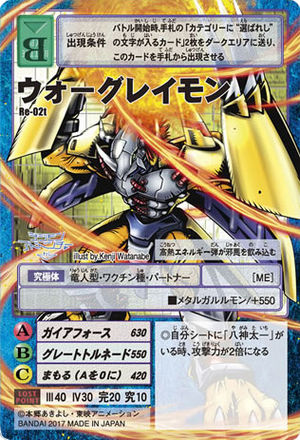 B
出現条件
バトル開始時、手札の「カテゴリーに“選ばれし”
の文字が入るカード」2枚をダークエリアに送り、
このカードを手札から出現させる
ウォーグレイモン
Re-02t
illust by Kenji Watanabe
高熱エネルギー弾が邪悪を飲み込む
究極体
竜人型・ワクチン種・パートナー
[ME]
■メタルガルルモン/+550
A ガイアフォース 630
B グレートトルネード 550
C まもる(Aを0に) 420
◎自分シートに「八神太一」が
いる時、攻撃力が2倍になる
LOST POINT
Ⅲ40 Ⅳ30 完20 究10
©本郷あきよし・東映アニメーション
BANDAI 2017 MADE IN JAPAN